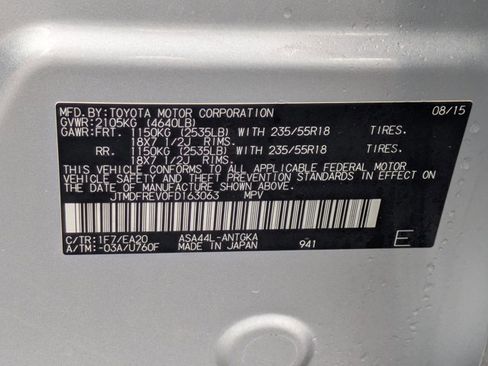 MFD.BY:TOYOTA MOTOR CORPORATION 08/15
GVWR:2105KG (4640LB)
GAWR:FRT. 1150KG (2535LB) WITH 235/55R18 TIRES.
18X7 1/2J RIMS.
RR. 1150KG (2535LB) WITH 235/55R18 TIRES.
18X7 1/2J RIMS.
THIS VEHICLE CONFORMS TO ALL APPLICABLE FEDERAL MOTOR
VEHICLE SAFETY AND THEFT PREVENTION STANDARDS IN EFFECT ON
THE DATE OF MANUFACTURE SHOWN ABOVE.
JTMDFREV0FD163063 MPV
C/TR:1F7/EA20 ASA44L-ANTGKA
A/TM:-03A/U760F MADE IN JAPAN 941 E